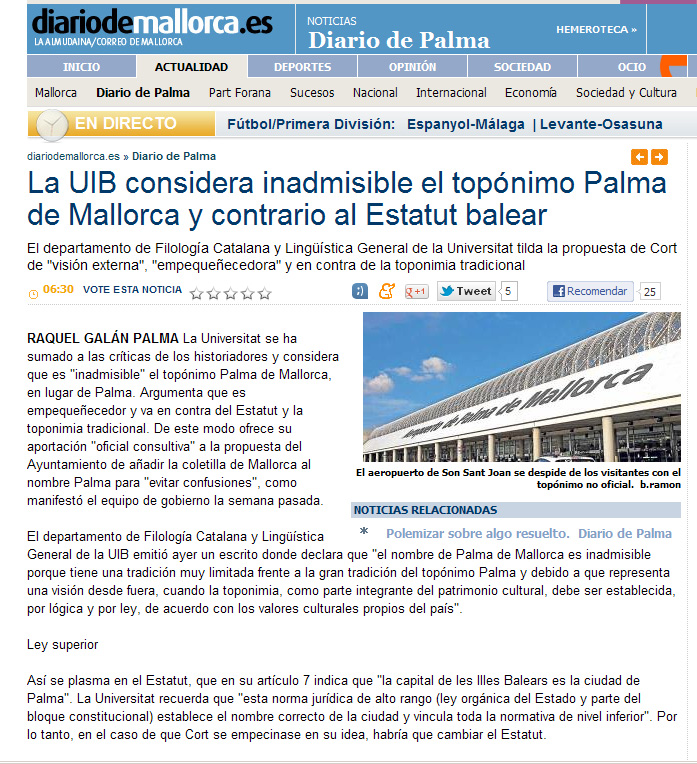 diariodemallorca.es
LA ALMUDAINA/CORREO DE MALLORCA
NOTICIAS
Diario de Palma
HEMEROTECA »
INICIO ACTUALIDAD DEPORTES OPINIÓN SOCIEDAD OCIO
Mallorca Diario de Palma Part Forana Sucesos Nacional Internacional Economía Sociedad y Cultura
EN DIRECTO Fútbol/Primera División: Espanyol-Málaga | Levante-Osasuna
diariodemallorca.es » Diario de Palma
La UIB considera inadmisible el topónimo Palma
de Mallorca y contrario al Estatut balear
El departamento de Filología Catalana y Lingüística General de la Universitat tilda la propuesta de Cort
de "visión externa", "empequeñecedora" y en contra de la toponimia tradicional
06:30 VOTE ESTA NOTICIA +1 Tweet 5 Recomendar 25
RAQUEL GALÁN PALMA La Universitat se ha
sumado a las críticas de los historiadores y considera
que es "inadmisible" el topónimo Palma de Mallorca,
en lugar de Palma. Argumenta que es
empequeñecedor y va en contra del Estatut y la
toponimia tradicional. De este modo ofrece su
aportación "oficial consultiva" a la propuesta del
Ayuntamiento de añadir la coletilla de Mallorca al
nombre Palma para "evitar confusiones", como
manifestó el equipo de gobierno la semana pasada.
Aeropuerto de Palma de Mallorca
El aeropuerto de Son Sant Joan se despide de los visitantes con el
topónimo no oficial. b.ramon
NOTICIAS RELACIONADAS
* Polemizar sobre algo resuelto. Diario de Palma
El departamento de Filología Catalana y Lingüística
General de la UIB emitió ayer un escrito donde declara que "el nombre de Palma de Mallorca es inadmisible
porque tiene una tradición muy limitada frente a la gran tradición del topónimo Palma y debido a que representa
una visión desde fuera, cuando la toponimia, como parte integrante del patrimonio cultural, debe ser establecida,
por lógica y por ley, de acuerdo con los valores culturales propios del país".
Ley superior
Así se plasma en el Estatut, que en su artículo 7 indica que "la capital de les Illes Balears es la ciudad de
Palma". La Universitat recuerda que "esta norma jurídica de alto rango (ley orgánica del Estado y parte del
bloque constitucional) establece el nombre correcto de la ciudad y vincula toda la normativa de nivel inferior". Por
lo tanto, en el caso de que Cort se empecinase en su idea, habría que cambiar el Estatut.